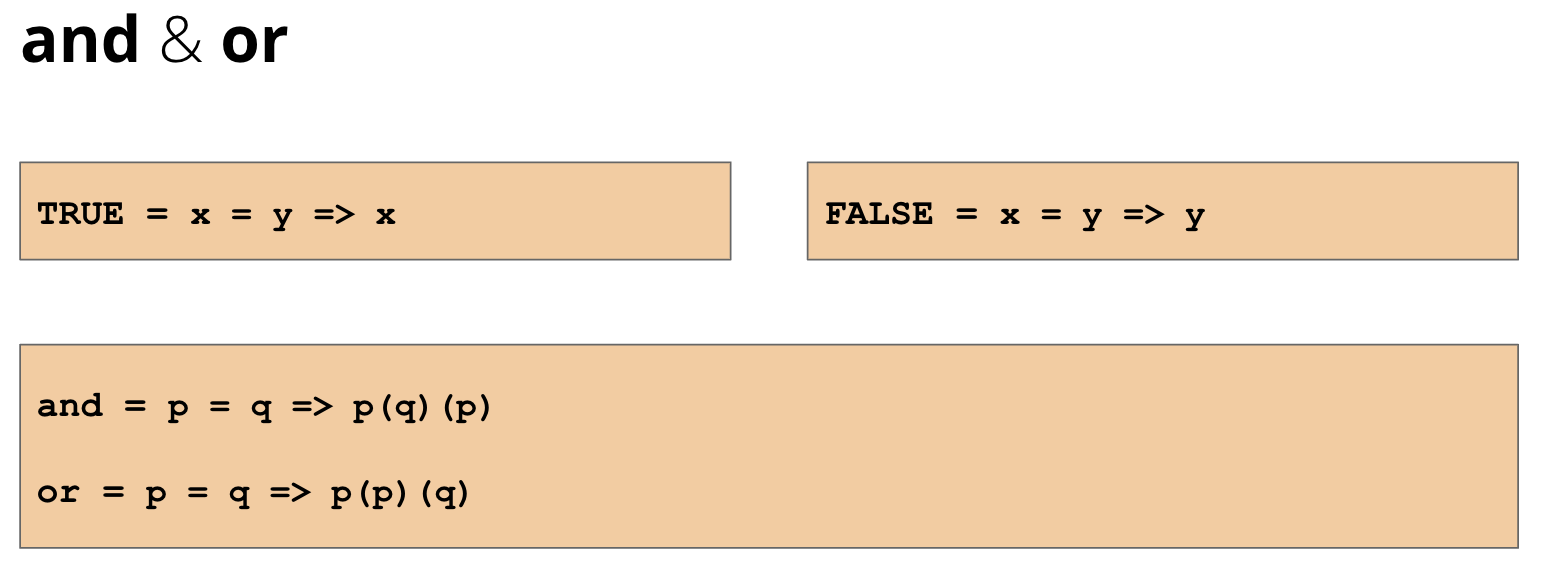 and & or
TRUE = x = y => x
FALSE = x = y => y
and = p = q => p(q)(p)
or = p = q => p(p)(q)